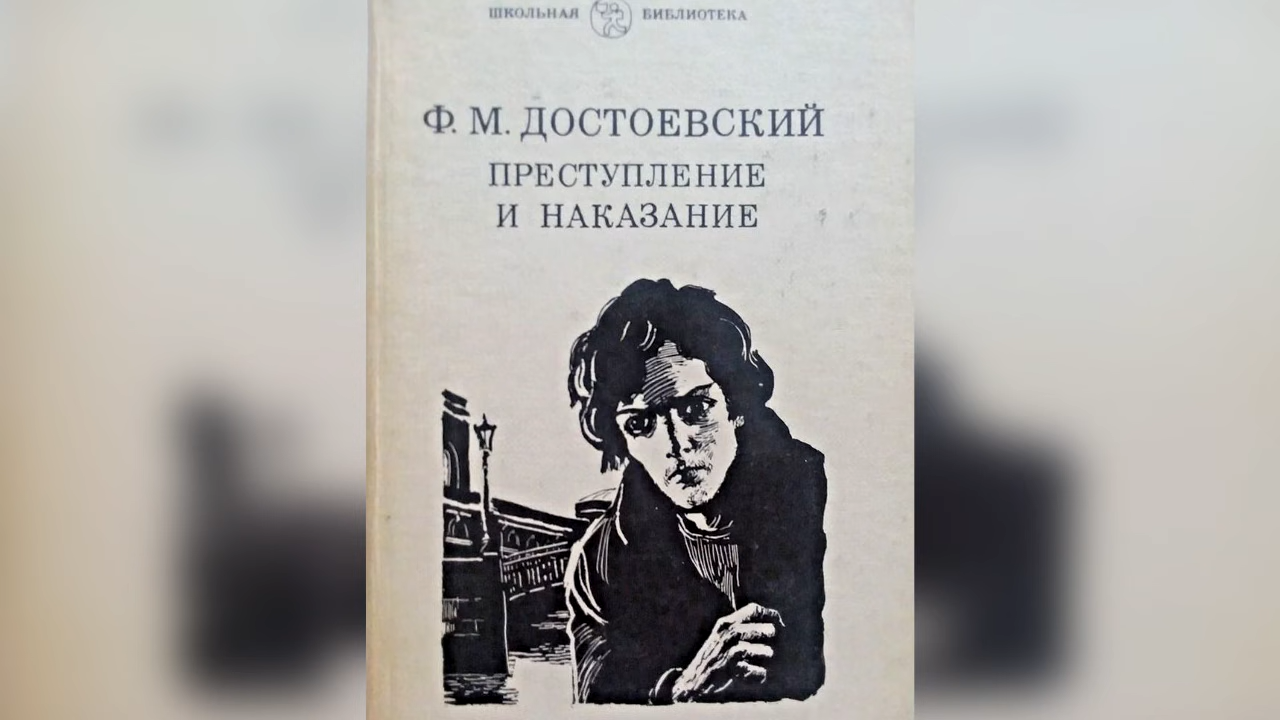 ШКОЛЬНАЯ БИБЛИОТЕКА
Ф. М. ДОСТОЕВСКИЙ
ПРЕСТУПЛЕНИЕ
И НАКАЗАНИЕ